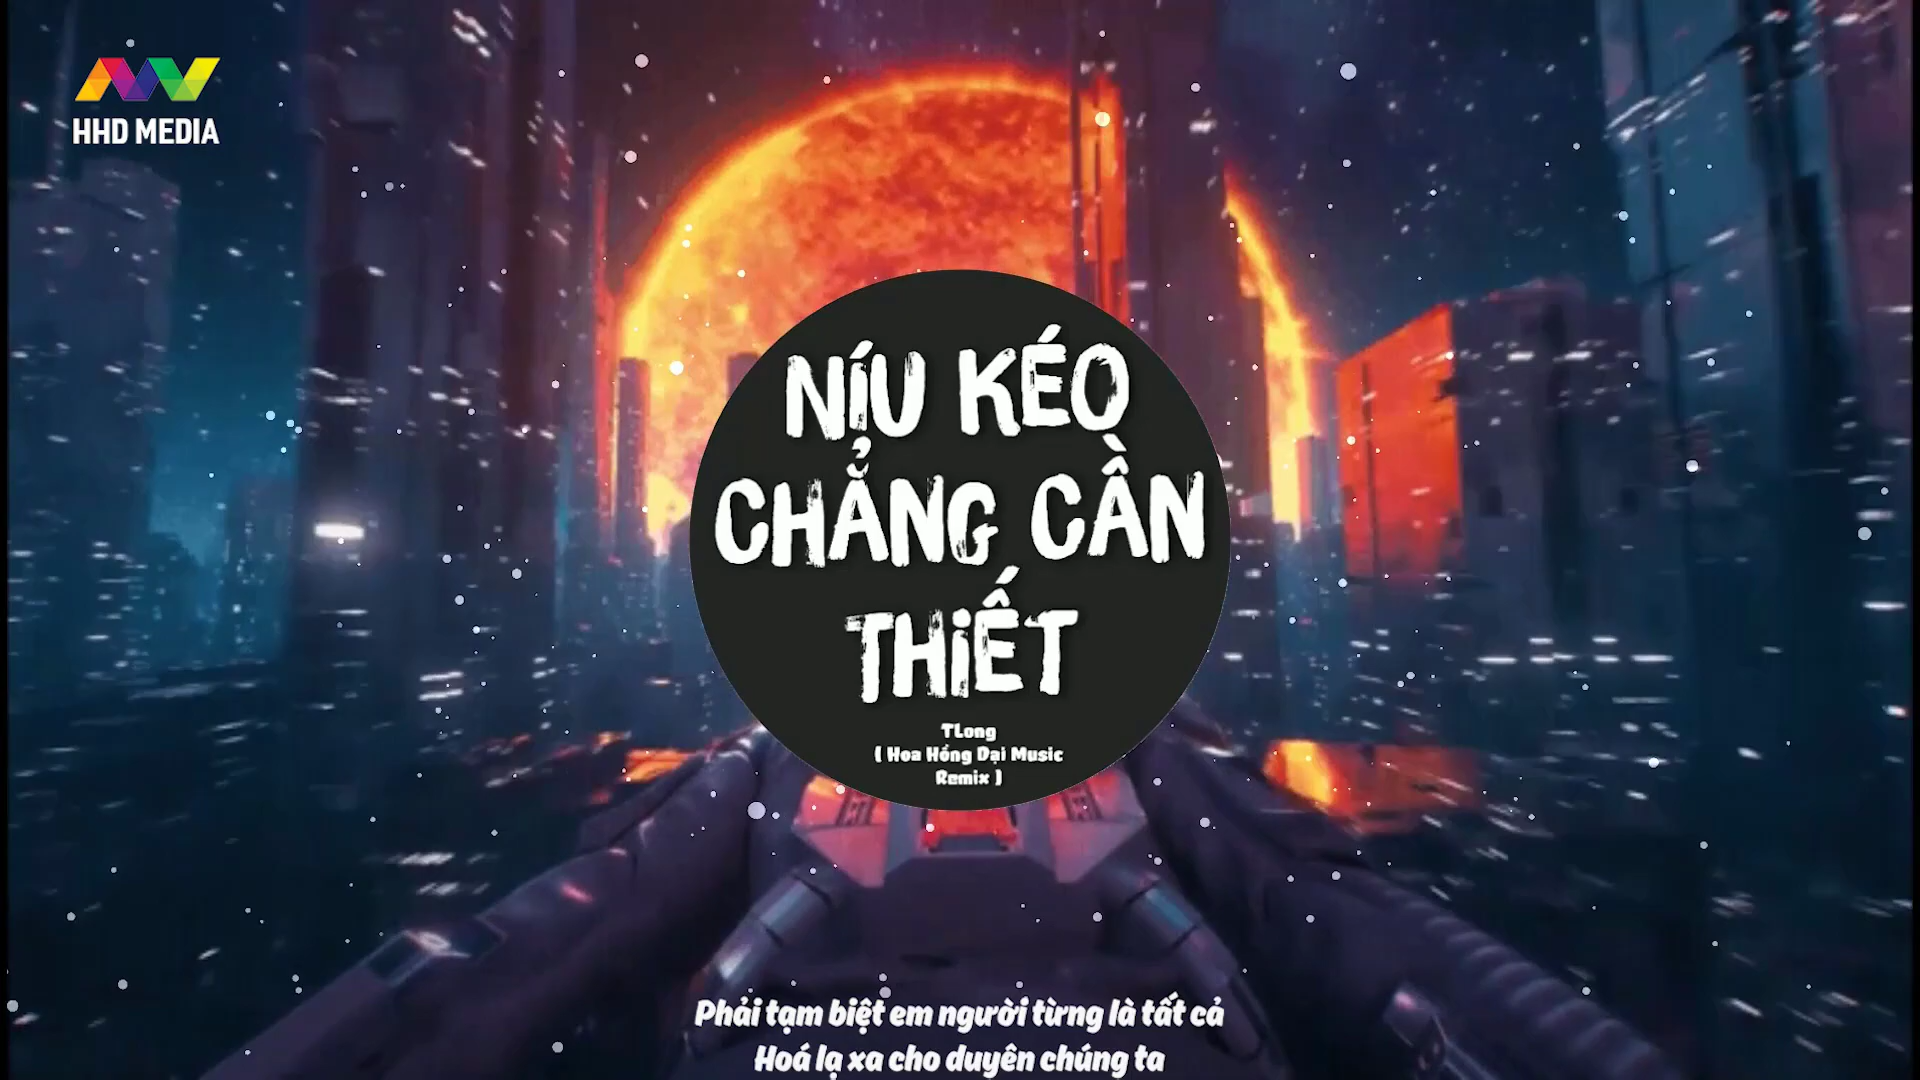 HHD MEDIA
NÍU KÉO
CHẲNG CẦN
THiẾT
TLong
( Hoa Hồng Dại Music
Remix )
Phải tạm biệt em người từng là tất cả
Hoá lạ xa cho duyên chúng ta